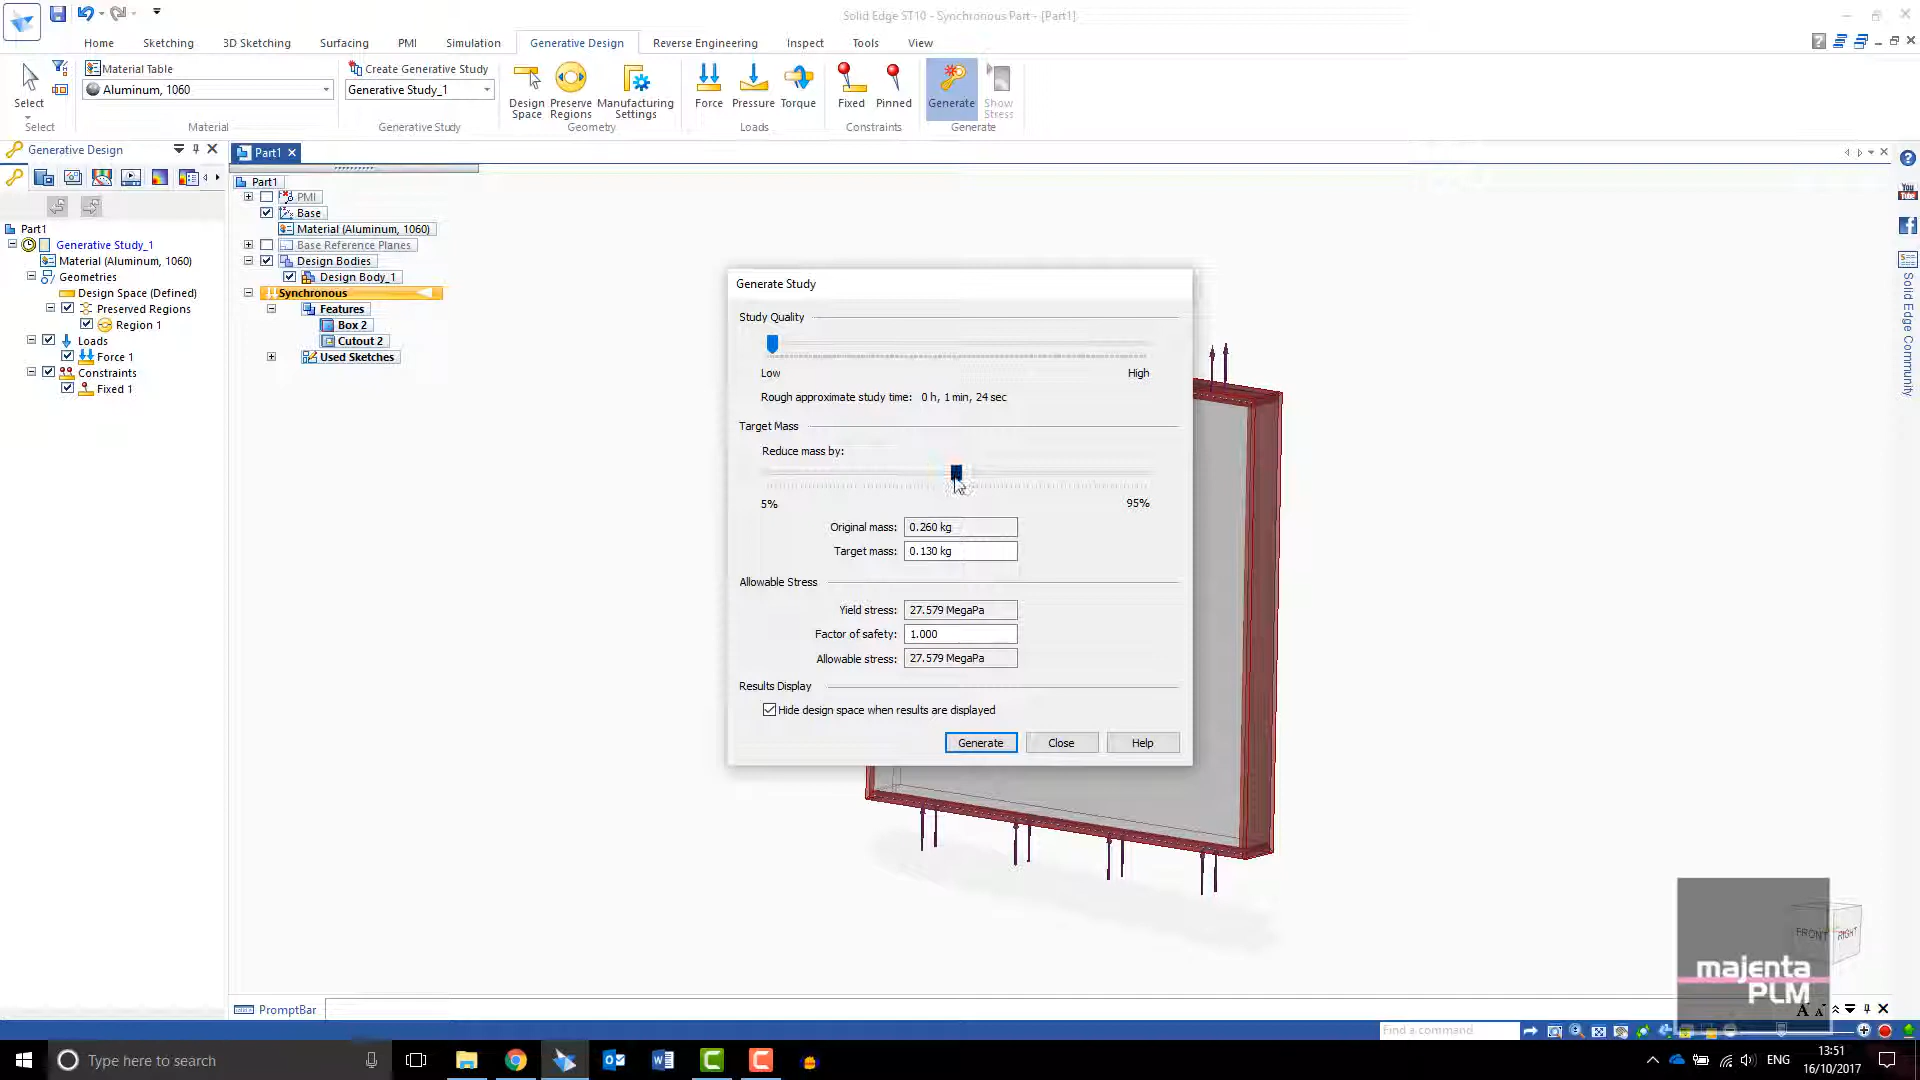 Solid Edge ST10 - Synchronous Part - [Part1]
Home Sketching 3D Sketching Surfacing PMI Simulation Generative Design Reverse Engineering Inspect Tools View
Material Table
Aluminum, 1060
Create Generative Study
Generative Study_1
Select
Design Space
Preserve Regions
Manufacturing Settings
Force
Pressure
Torque
Fixed
Pinned
Generate
Show Stress
Select Material Generative Study Geometry Loads Constraints Generate
Generative Design
Part1
Part1
Generative Study_1
Material (Aluminum, 1060)
Geometries
Design Space (Defined)
Preserved Regions
Region 1
Loads
Force 1
Constraints
Fixed 1
Part1
PMI
Base
Material (Aluminum, 1060)
Base Reference Planes
Design Bodies
Design Body_1
Synchronous
Features
Box 2
Cutout 2
Used Sketches
Generate Study
Study Quality
Low High
Rough approximate study time: 0 h, 1 min, 24 sec
Target Mass
Reduce mass by:
5% 95%
Original mass: 0.260 kg
Target mass: 0.130 kg
Allowable Stress
Yield stress: 27.579 MegaPa
Factor of safety: 1.000
Allowable stress: 27.579 MegaPa
Results Display
Hide design space when results are displayed
Generate Close Help
You Tube
Solid Edge Community
FRONT RIGHT
majenta
PLM
PromptBar
Find a command
Type here to search
ENG
13:51
16/10/2017